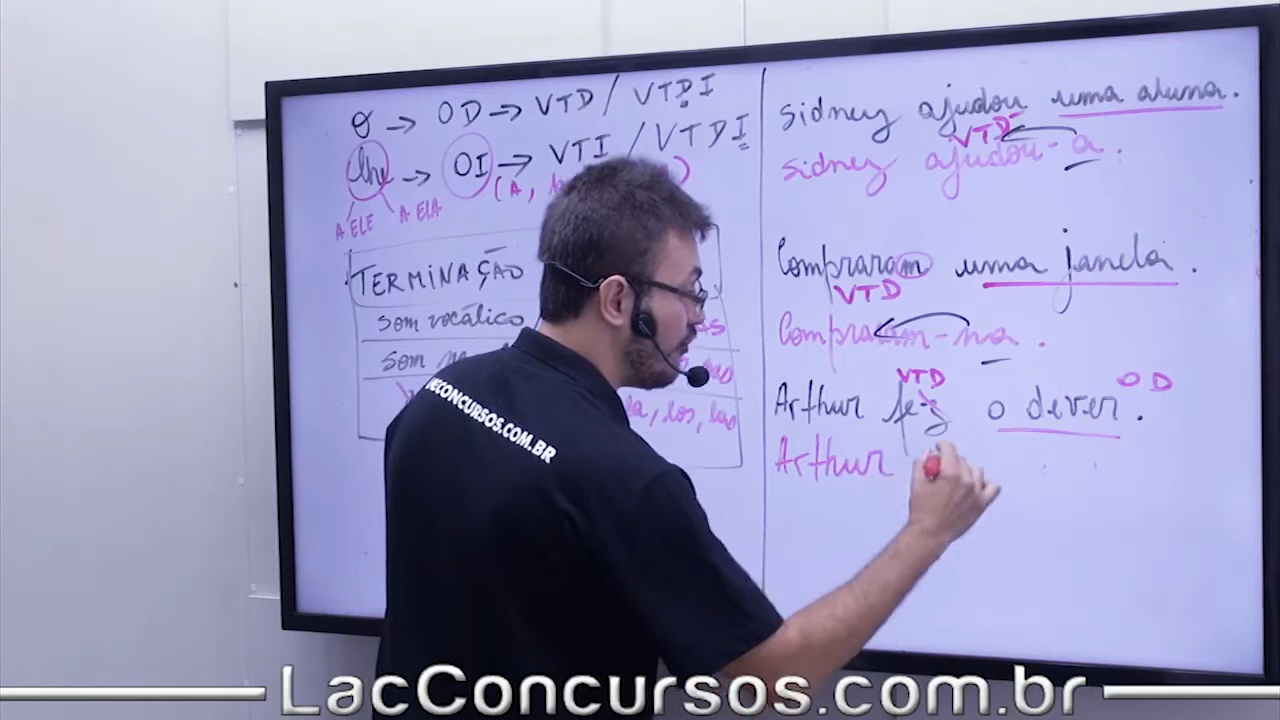 o → OD → VTD / VTDI
lhe → OI → VTI / VTDI
(A,
A ELE A ELA
TERMINAÇÃO
som vocálico
som
la, los, las
sidney ajudou uma aluna.
VTD
sidney ajudou-a.
Compraram uma janela.
VTD
Compraram-na.
VTD OD
Arthur fez o dever.
Arthur
LACCONCURSOS.COM.BR
LacConcursos.com.br